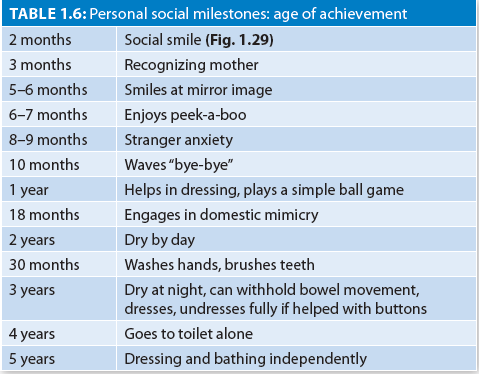 TABLE 1.6: Personal social milestones: age of achievement
2 months Social smile (Fig. 1.29)
3 months Recognizing mother
5–6 months Smiles at mirror image
6–7 months Enjoys peek-a-boo
8–9 months Stranger anxiety
10 months Waves “bye-bye”
1 year Helps in dressing, plays a simple ball game
18 months Engages in domestic mimicry
2 years Dry by day
30 months Washes hands, brushes teeth
3 years Dry at night, can withhold bowel movement,
dresses, undresses fully if helped with buttons
4 years Goes to toilet alone
5 years Dressing and bathing independently